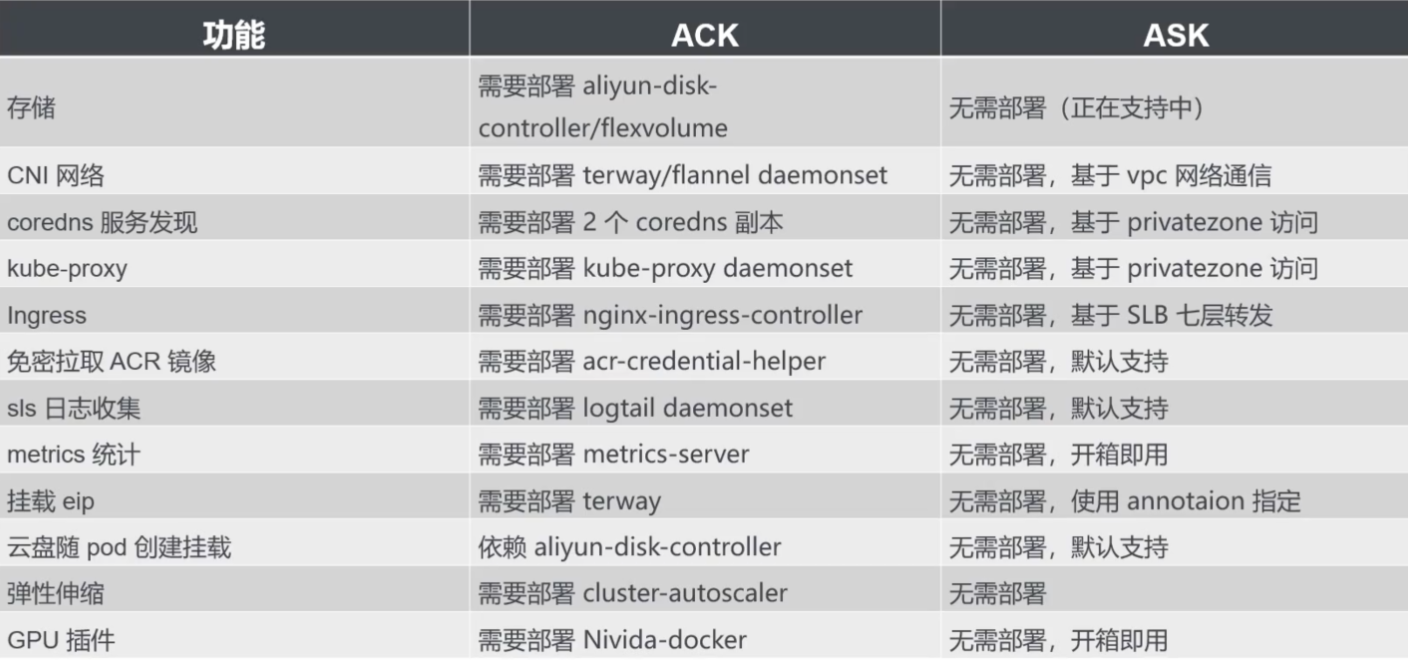 功能 ACK ASK
存储 需要部署 aliyun-disk-controller/flexvolume 无需部署（正在支持中）
CNI 网络 需要部署 terway/flannel daemonset 无需部署，基于 vpc 网络通信
coredns 服务发现 需要部署 2 个 coredns 副本 无需部署，基于 privatezone 访问
kube-proxy 需要部署 kube-proxy daemonset 无需部署，基于 privatezone 访问
Ingress 需要部署 nginx-ingress-controller 无需部署，基于 SLB 七层转发
免密拉取 ACR 镜像 需要部署 acr-credential-helper 无需部署，默认支持
sls 日志收集 需要部署 logtail daemonset 无需部署，默认支持
metrics 统计 需要部署 metrics-server 无需部署，开箱即用
挂载 eip 需要部署 terway 无需部署，使用 annotaion 指定
云盘随 pod 创建挂载 依赖 aliyun-disk-controller 无需部署，默认支持
弹性伸缩 需要部署 cluster-autoscaler 无需部署
GPU 插件 需要部署 Nivida-docker 无需部署，开箱即用